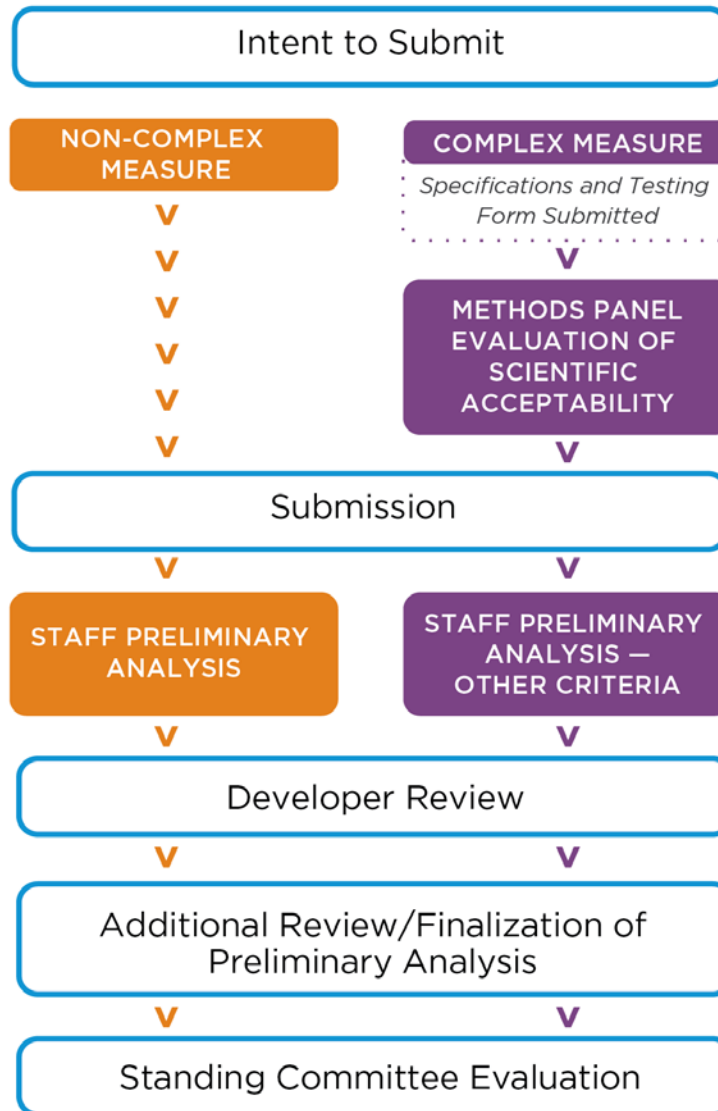 Intent to Submit
NON-COMPLEX
MEASURE
COMPLEX MEASURE
Specifications and Testing
Form Submitted
METHODS PANEL
EVALUATION OF
SCIENTIFIC
ACCEPTABILITY
Submission
STAFF PRELIMINARY
ANALYSIS
STAFF PRELIMINARY
ANALYSIS —
OTHER CRITERIA
Developer Review
Additional Review/Finalization of
Preliminary Analysis
Standing Committee Evaluation